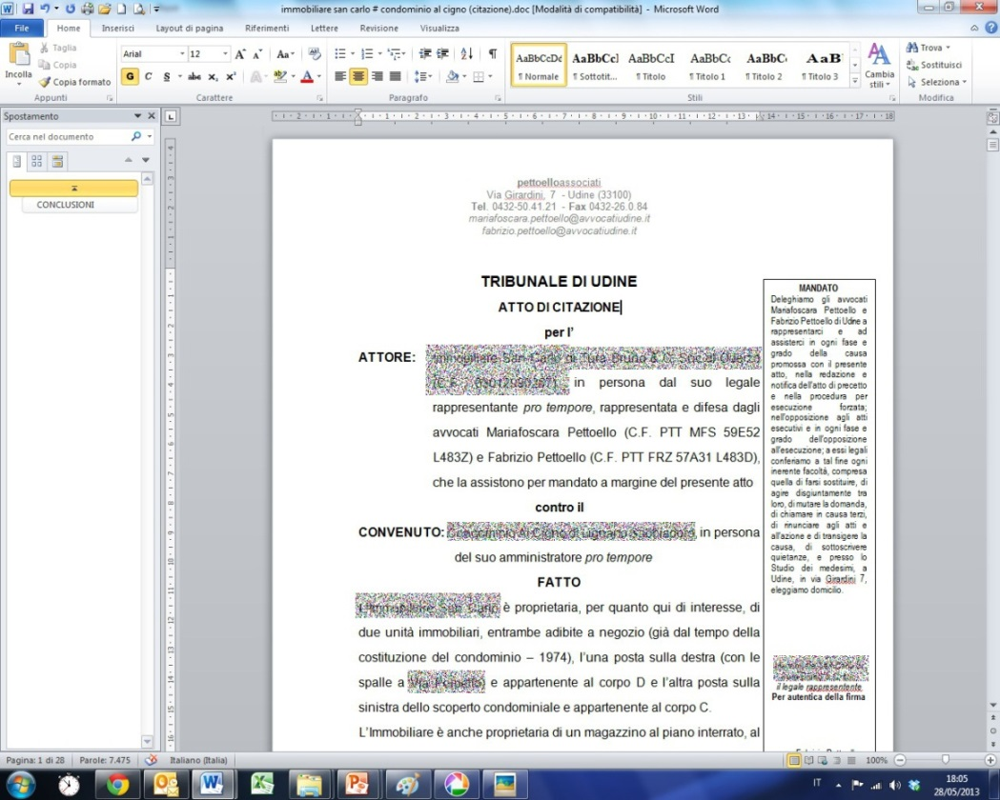 immobiliare san carlo # condominio al cigno (citazione).doc [Modalità di compatibilità] - Microsoft Word
File Home Inserisci Layout di pagina Riferimenti Lettere Revisione Visualizza
Incolla
Taglia
Copia
Copia formato
Appunti
Arial 12
G C S abc x₂ x²
Carattere
Paragrafo
AaBbCcDc AaBbCcl AaBbCcI AaBbCc AaBbC AaB
¶ Normale ¶ Sottotit... ¶ Titolo ¶ Titolo 1 ¶ Titolo 2 ¶ Titolo 3
Stili
Cambia stili
Trova
Sostituisci
Seleziona
Modifica
Spostamento
Cerca nel documento
CONCLUSIONI
pettoelloassociati
Via Girardini, 7 - Udine (33100)
Tel. 0432-50.41.21 - Fax 0432-26.0.84
mariafoscara.pettoello@avvocatiudine.it
fabrizio.pettoello@avvocatiudine.it
TRIBUNALE DI UDINE
ATTO DI CITAZIONE
per l'
ATTORE:
in persona dal suo legale
rappresentante pro tempore, rappresentata e difesa dagli
avvocati Mariafoscara Pettoello (C.F. PTT MFS 59E52
L483Z) e Fabrizio Pettoello (C.F. PTT FRZ 57A31 L483D),
che la assistono per mandato a margine del presente atto
contro il
CONVENUTO: in persona
del suo amministratore pro tempore
FATTO
è proprietaria, per quanto qui di interesse, di
due unità immobiliari, entrambe adibite a negozio (già dal tempo della
costituzione del condominio – 1974), l'una posta sulla destra (con le
spalle a e appartenente al corpo D e l'altra posta sulla
sinistra dello scoperto condominiale e appartenente al corpo C.
L'Immobiliare è anche proprietaria di un magazzino al piano interrato, al
MANDATO
Deleghiamo gli avvocati
Mariafoscara Pettoello e
Fabrizio Pettoello di Udine a
rappresentarci e ad
assisterci in ogni fase e
grado della causa
promossa con il presente
atto, nella redazione e
notifica dell'atto di precetto
e nella procedura per
esecuzione forzata;
nell'opposizione agli atti
esecutivi e in ogni fase e
grado dell'opposizione
all'esecuzione; a essi legali
conferiamo a tal fine ogni
inerente facoltà, compresa
quella di farsi sostituire, di
agire disgiuntamente tra
loro, di mutare la domanda,
di chiamare in causa terzi,
di rinunciare agli atti e
all'azione e di transigere la
causa, di sottoscrivere
quietanze, e presso lo
Studio dei medesimi, a
Udine, in via Girardini 7,
eleggiamo domicilio.
il legale rappresentente
Per autentica della firma
Pagina: 1 di 28 Parole: 7.475 Italiano (Italia) 100%
IT 18:05
28/05/2013